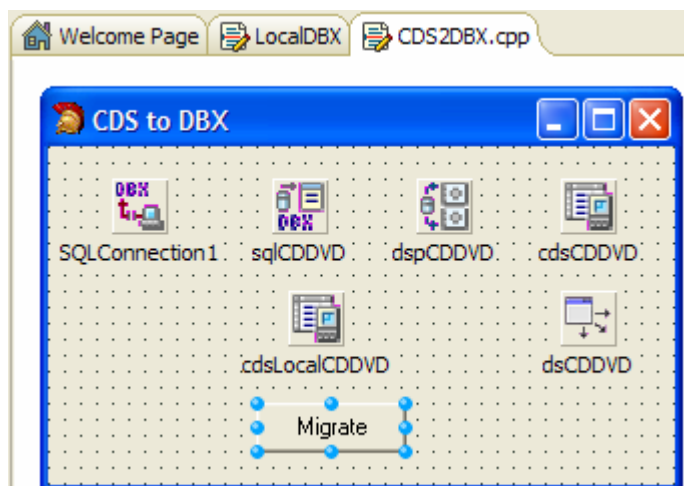 Welcome Page LocalDBX CDS2DBX.cpp
CDS to DBX
DBX DBX
SQLConnection1 sqlCDDVD dspCDDVD cdsCDDVD
cdsLocalCDDVD dsCDDVD
Migrate